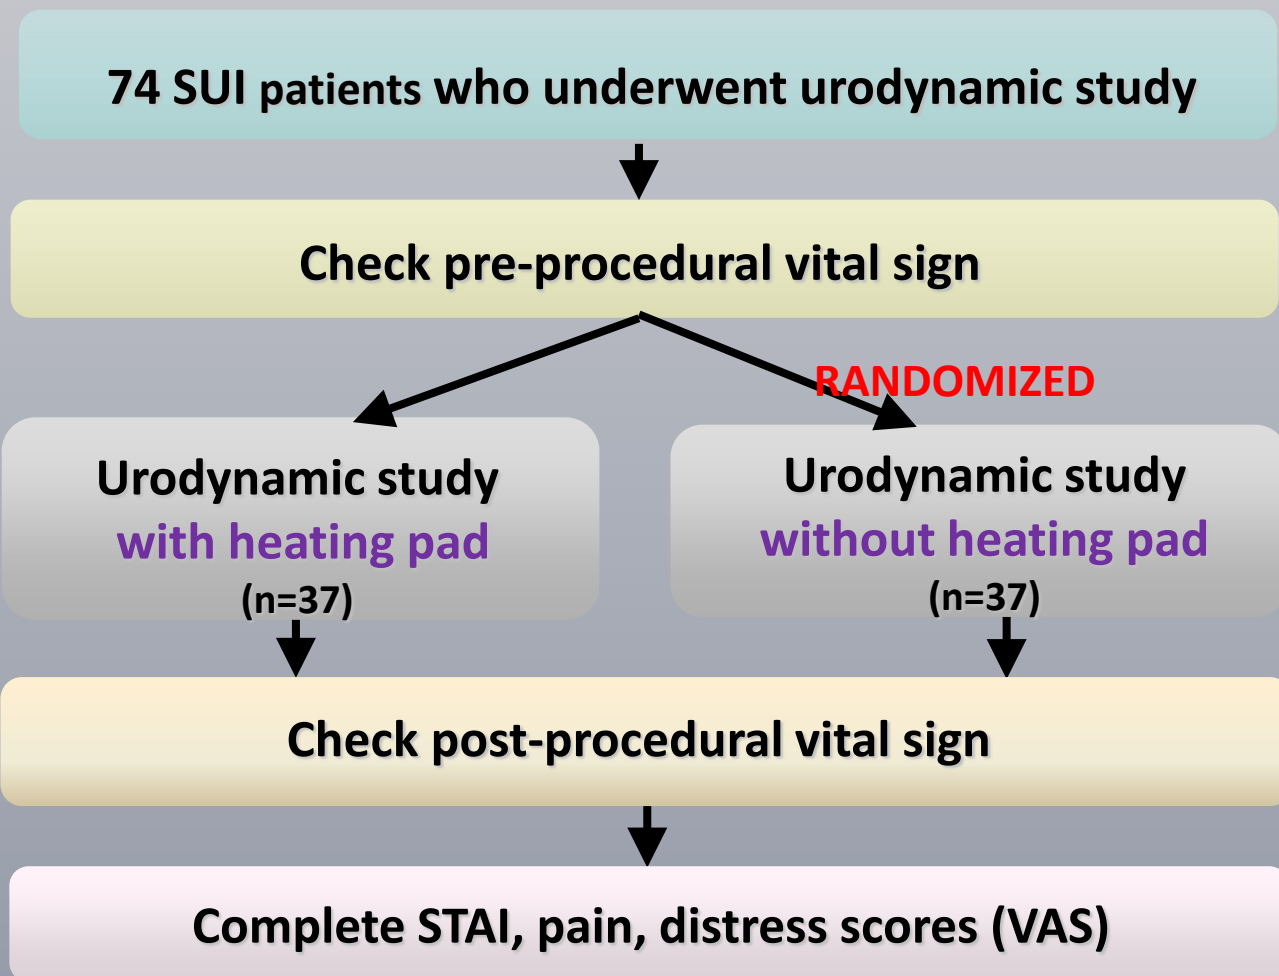 74 SUI patients who underwent urodynamic study
Check pre-procedural vital sign
RANDOMIZED
Urodynamic study
with heating pad
(n=37)
Urodynamic study
without heating pad
(n=37)
Check post-procedural vital sign
Complete STAI, pain, distress scores (VAS)